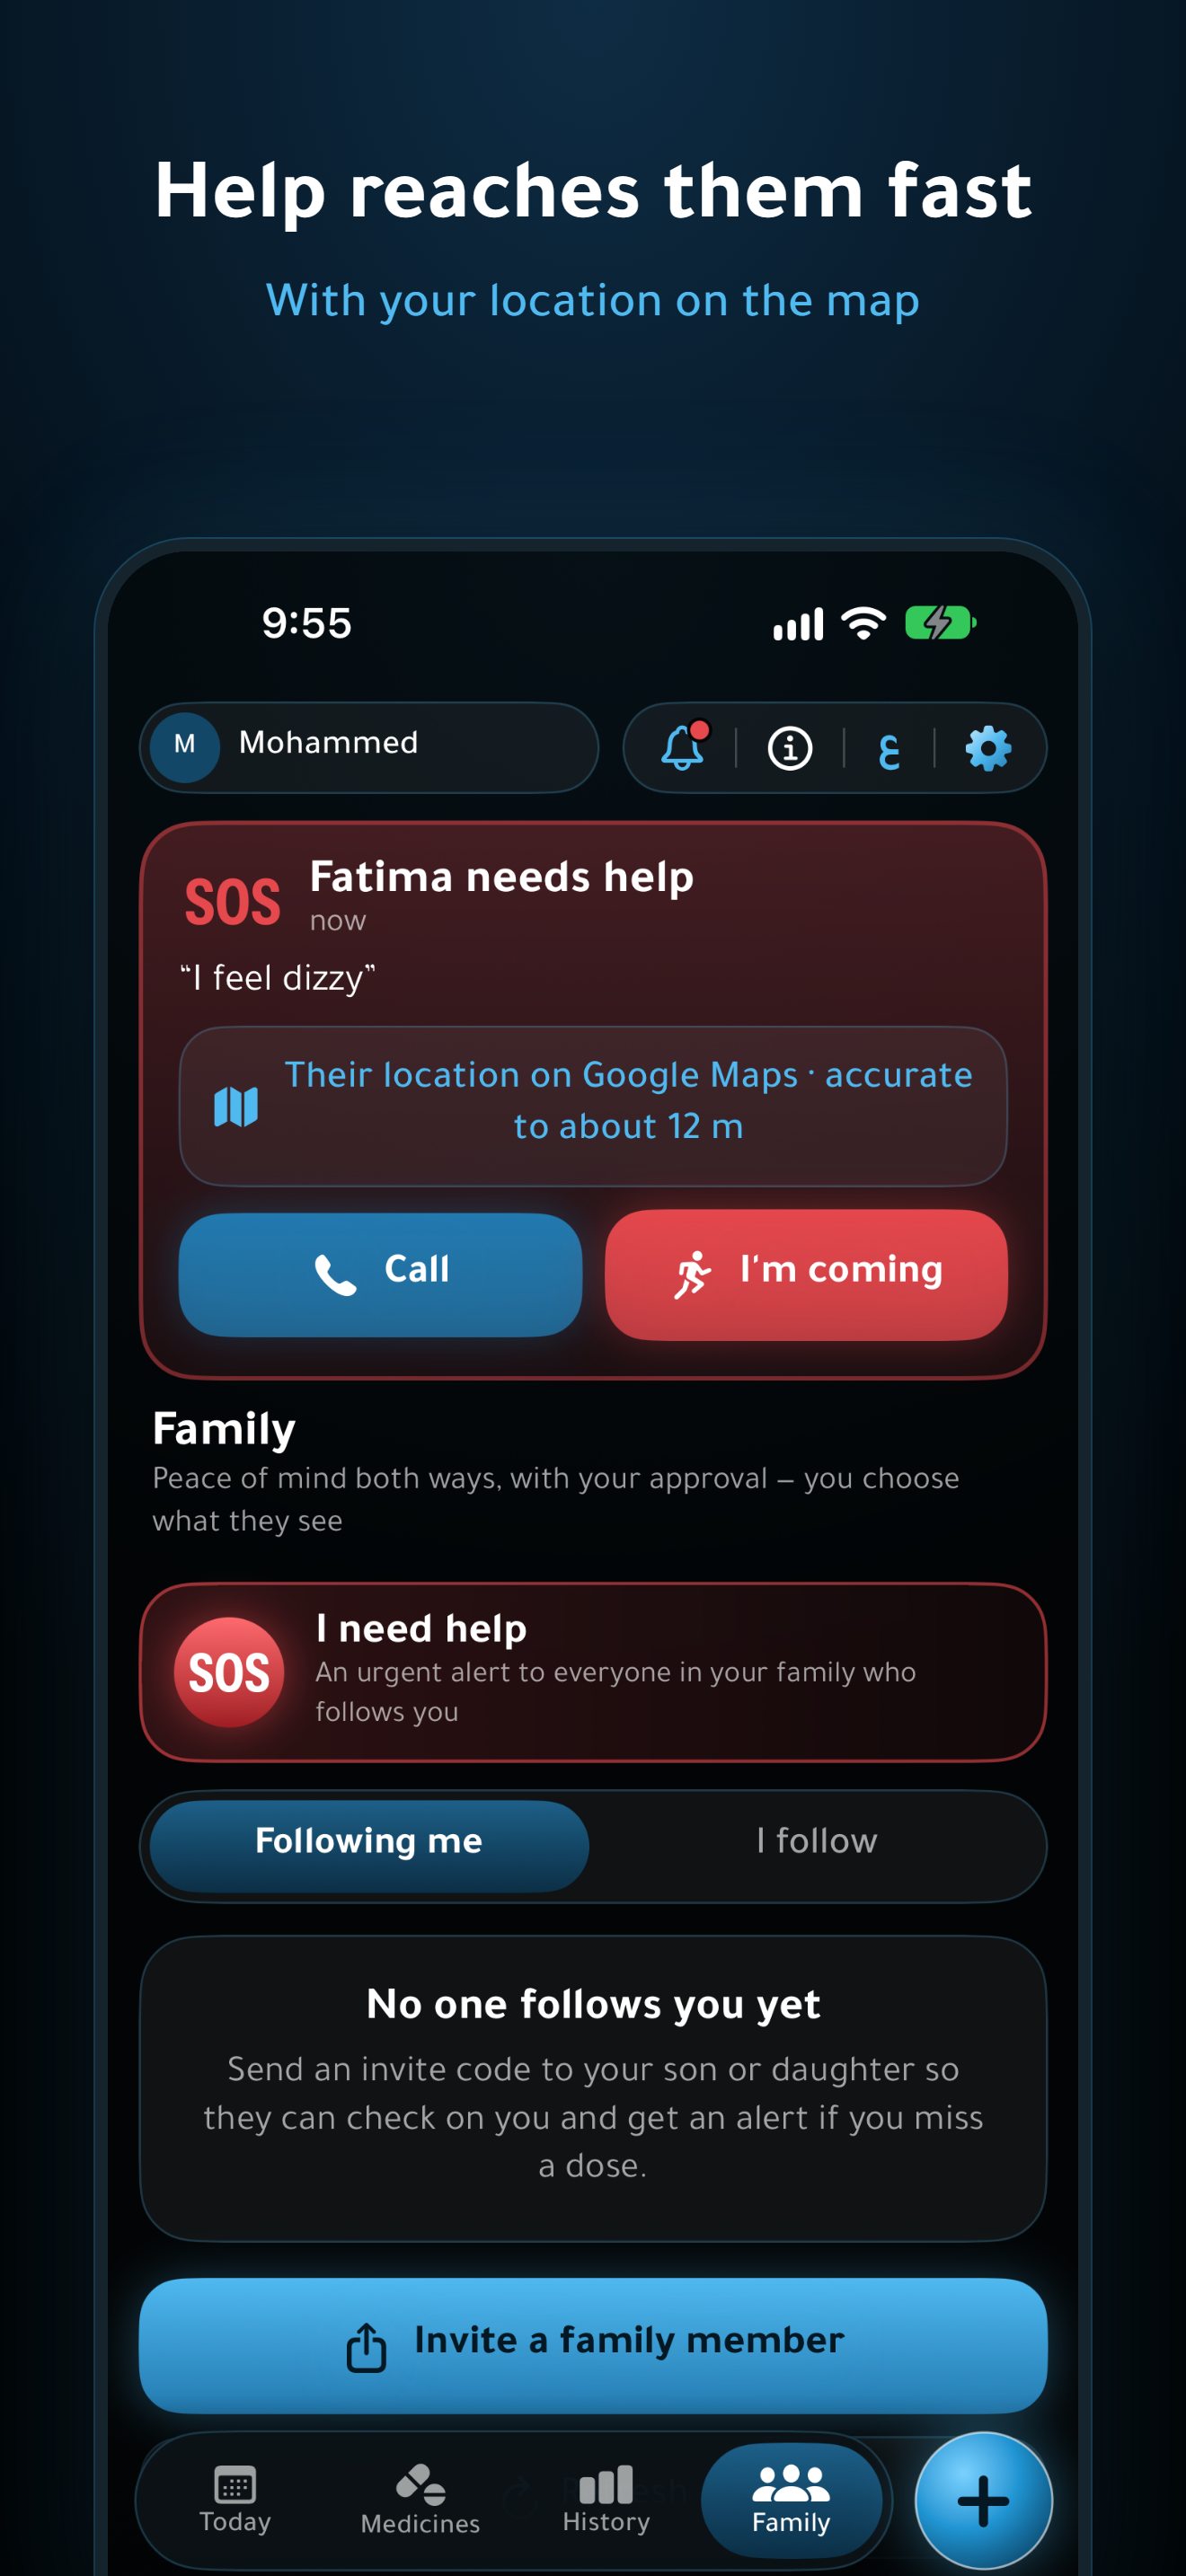 Help reaches them fast
With your location on the map
9:55
M
Mohammed
ع
SOS
Fatima needs help
now
“I feel dizzy”
Their location on Google Maps · accurate
to about 12 m
Call
I'm coming
Family
Peace of mind both ways, with your approval – you choose
what they see
SOS
I need help
An urgent alert to everyone in your family who
follows you
Following me
I follow
No one follows you yet
Send an invite code to your son or daughter so
they can check on you and get an alert if you miss
a dose.
Invite a family member
Today
Medicines
History
Family